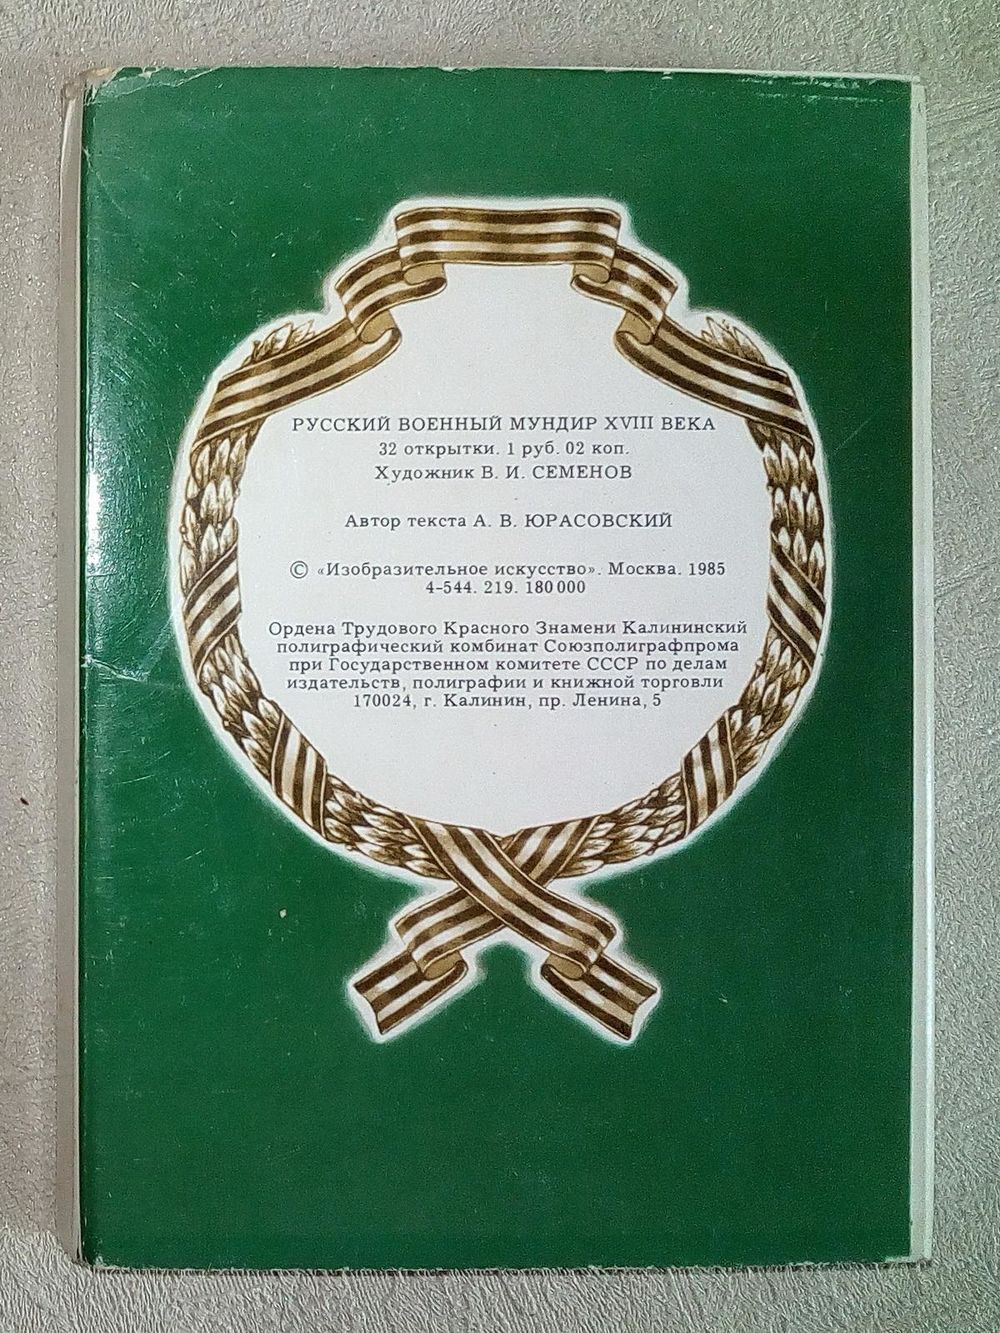 РУССКИЙ ВОЕННЫЙ МУНДИР XVIII ВЕКА
32 открытки. 1 руб. 02 коп.
Художник В. И. СЕМЕНОВ
Автор текста А. В. ЮРАСОВСКИЙ
© «Изобразительное искусство». Москва. 1985
4-544. 219. 180 000
Ордена Трудового Красного Знамени Калининский
полиграфический комбинат Союзполиграфпрома
при Государственном комитете СССР по делам
издательств, полиграфии и книжной торговли
170024, г. Калинин, пр. Ленина, 5